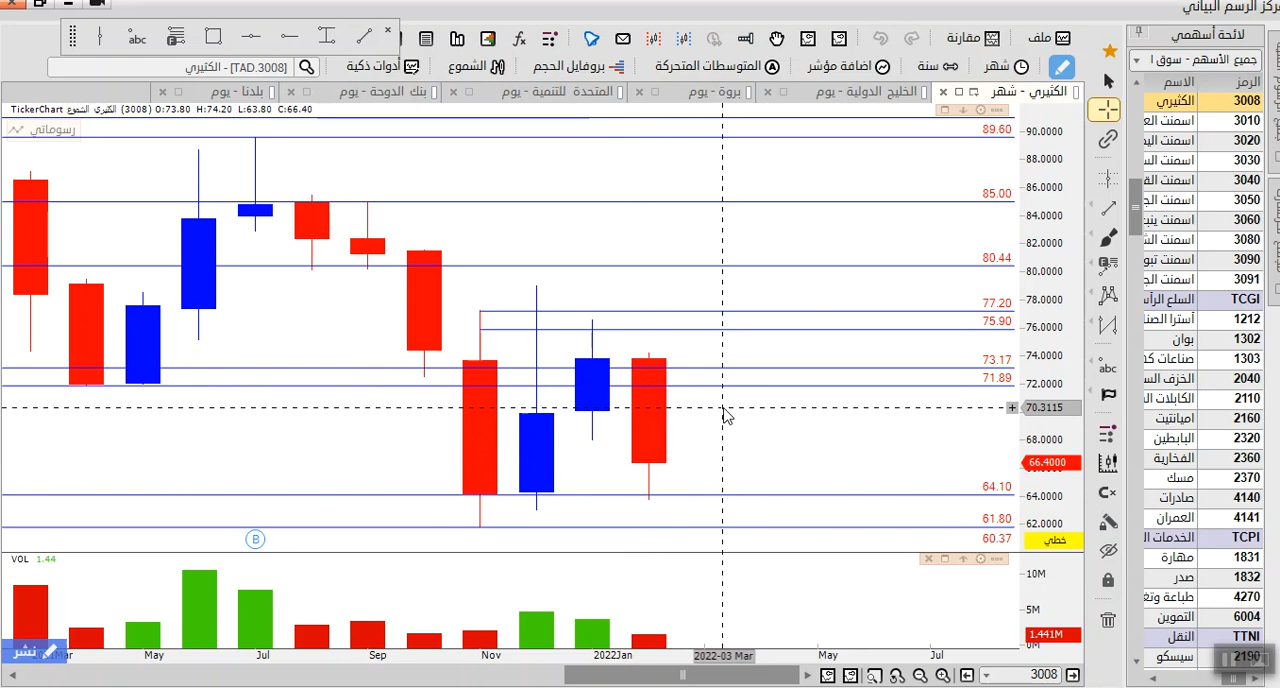 مركز الرسم البياني
ملف
مقارنة
abc
fx
شهر
سنة
اضافة مؤشر
المتوسطات المتحركة
بروفايل الحجم
الشموع
أدوات ذكية
[TAD.3008] - الكثيري
الكثيري - شهر
الخليج الدولية - يوم
بروة - يوم
المتحدة للتنمية - يوم
بنك الدوحة - يوم
بلدنا - يوم
TickerChart الكثيري الشموع (3008) O:73.80 H:74.20 L:63.80 C:66.40
رسوماتي
89.60
85.00
80.44
77.20
75.90
73.17
71.89
64.10
61.80
60.37
90.0000
88.0000
86.0000
84.0000
82.0000
80.0000
78.0000
76.0000
74.0000
72.0000
70.3115
68.0000
66.4000
64.0000
62.0000
خطي
B
VOL 1.44
10M
5M
1.441M
0M
نشر
May
Jul
Sep
Nov
2022Jan
2022-03 Mar
May
Jul
3008
abc
لائحة أسهمي
الرمز الاسم
3008 الكثيري
3010
3020
3030
3040
3050
3060
3080
3090
3091
TCGI
1212
1302 بوان
1303
2040
2110
2160 اميانتيت
2320 البابطين
2360 الفخارية
2370 مسك
4140 صادرات
4141 العمران
TCPI
1831 مهارة
1832 صدر
4270
6004 التموين
TTNI النقل
2190 سيسكو